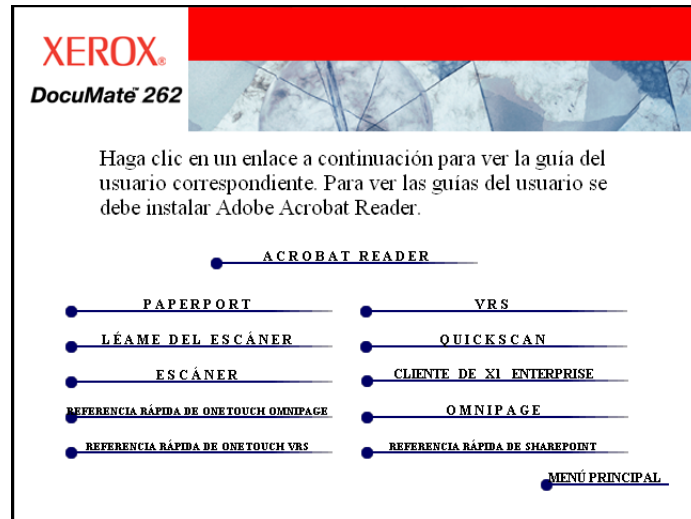 XEROX®
DocuMate™ 262
Haga clic en un enlace a continuación para ver la guía del
usuario correspondiente. Para ver las guías del usuario se
debe instalar Adobe Acrobat Reader.
ACROBAT READER
PAPERPORT
VRS
LÉAME DEL ESCÁNER
QUICKSCAN
ESCÁNER
CLIENTE DE X1 ENTERPRISE
REFERENCIA RÁPIDA DE ONETOUCH OMNIPAGE
OMNIPAGE
REFERENCIA RÁPIDA DE ONETOUCH VRS
REFERENCIA RÁPIDA DE SHAREPOINT
MENÚ PRINCIPAL